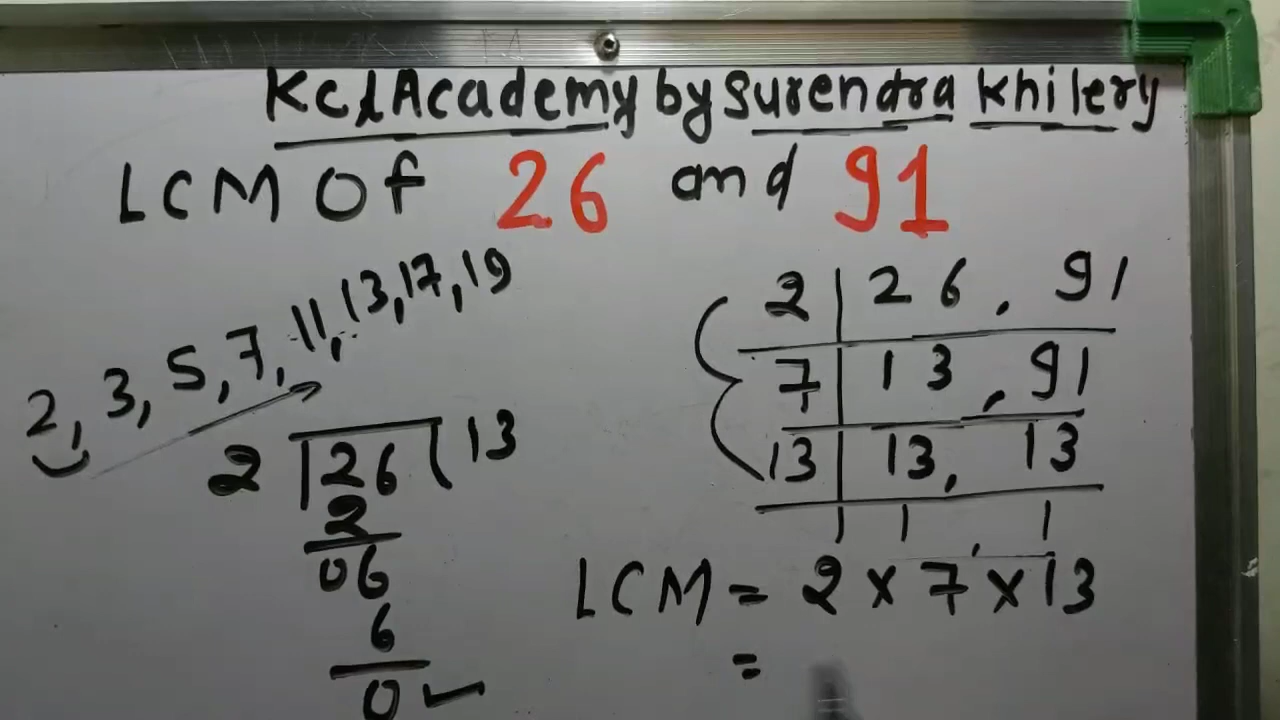 Kcl Academy by Surendra Khilery
LCM Of 26 and 91
2, 3, 5, 7, 11, 13, 17, 19
2 26 13
2
06
6
0
2 26, 91
7 13, 91
13 13, 13
1, 1
LCM = 2 × 7 × 13
=